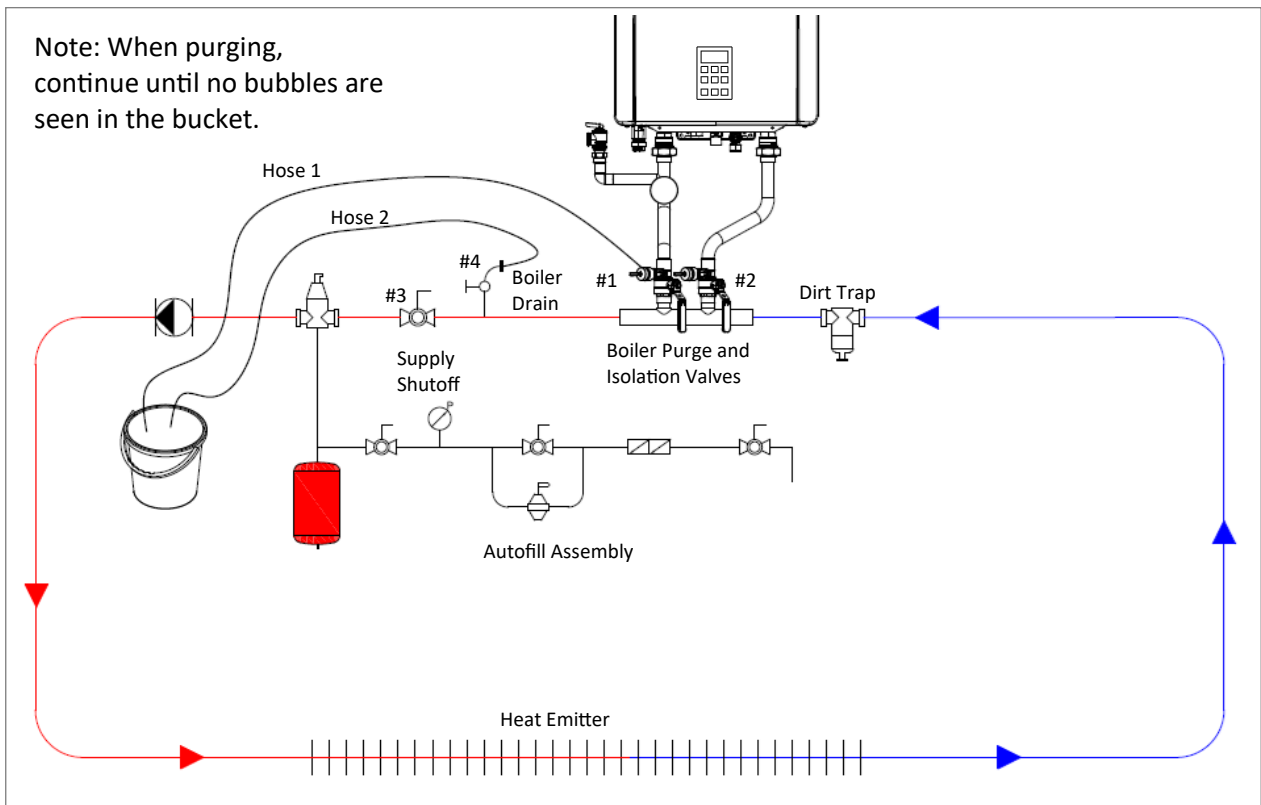 Note: When purging,
continue until no bubbles are
seen in the bucket.
Hose 1
Hose 2
#4
Boiler
Drain
#1
#2
#3
Dirt Trap
Supply
Shutoff
Boiler Purge and
Isolation Valves
Autofill Assembly
Heat Emitter